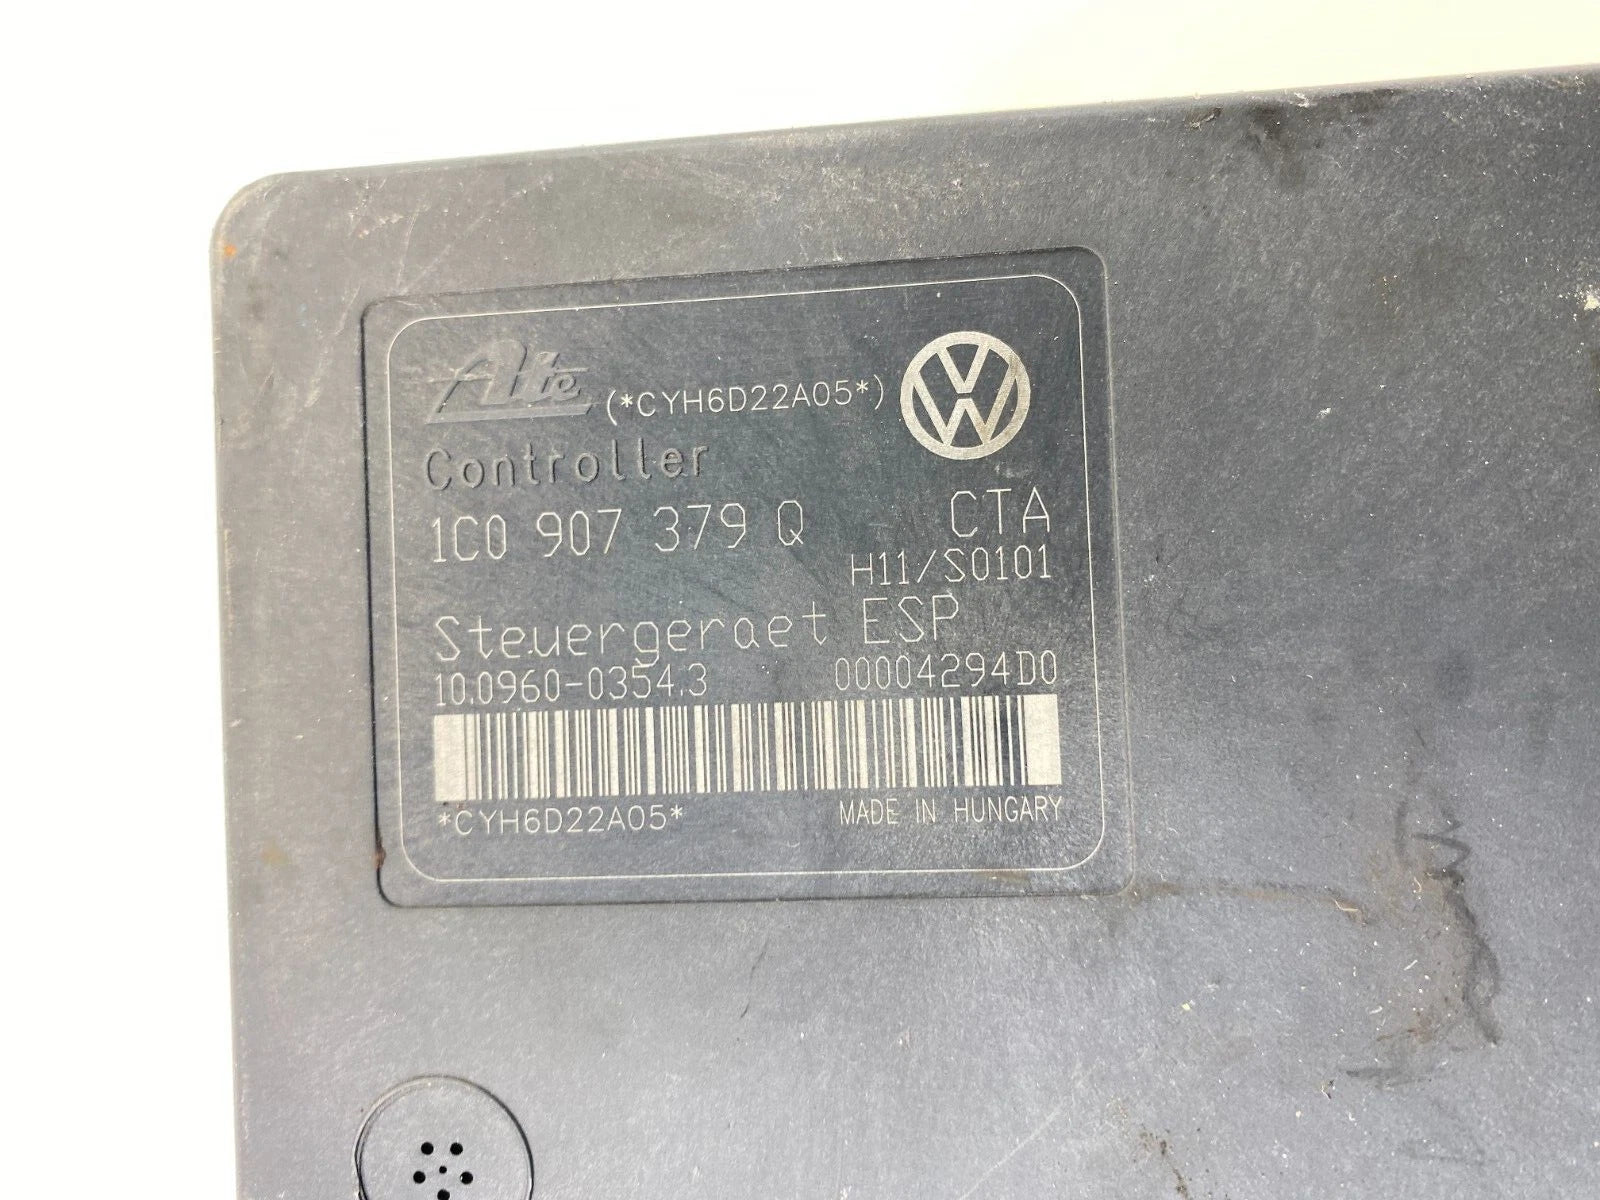 Ate (*CYH6D22A05*)
Controller
1C0 907 379 Q CTA
H11/S0101
Steuergeraet ESP
10.0960-0354.3 00004294D0
*CYH6D22A05* MADE IN HUNGARY